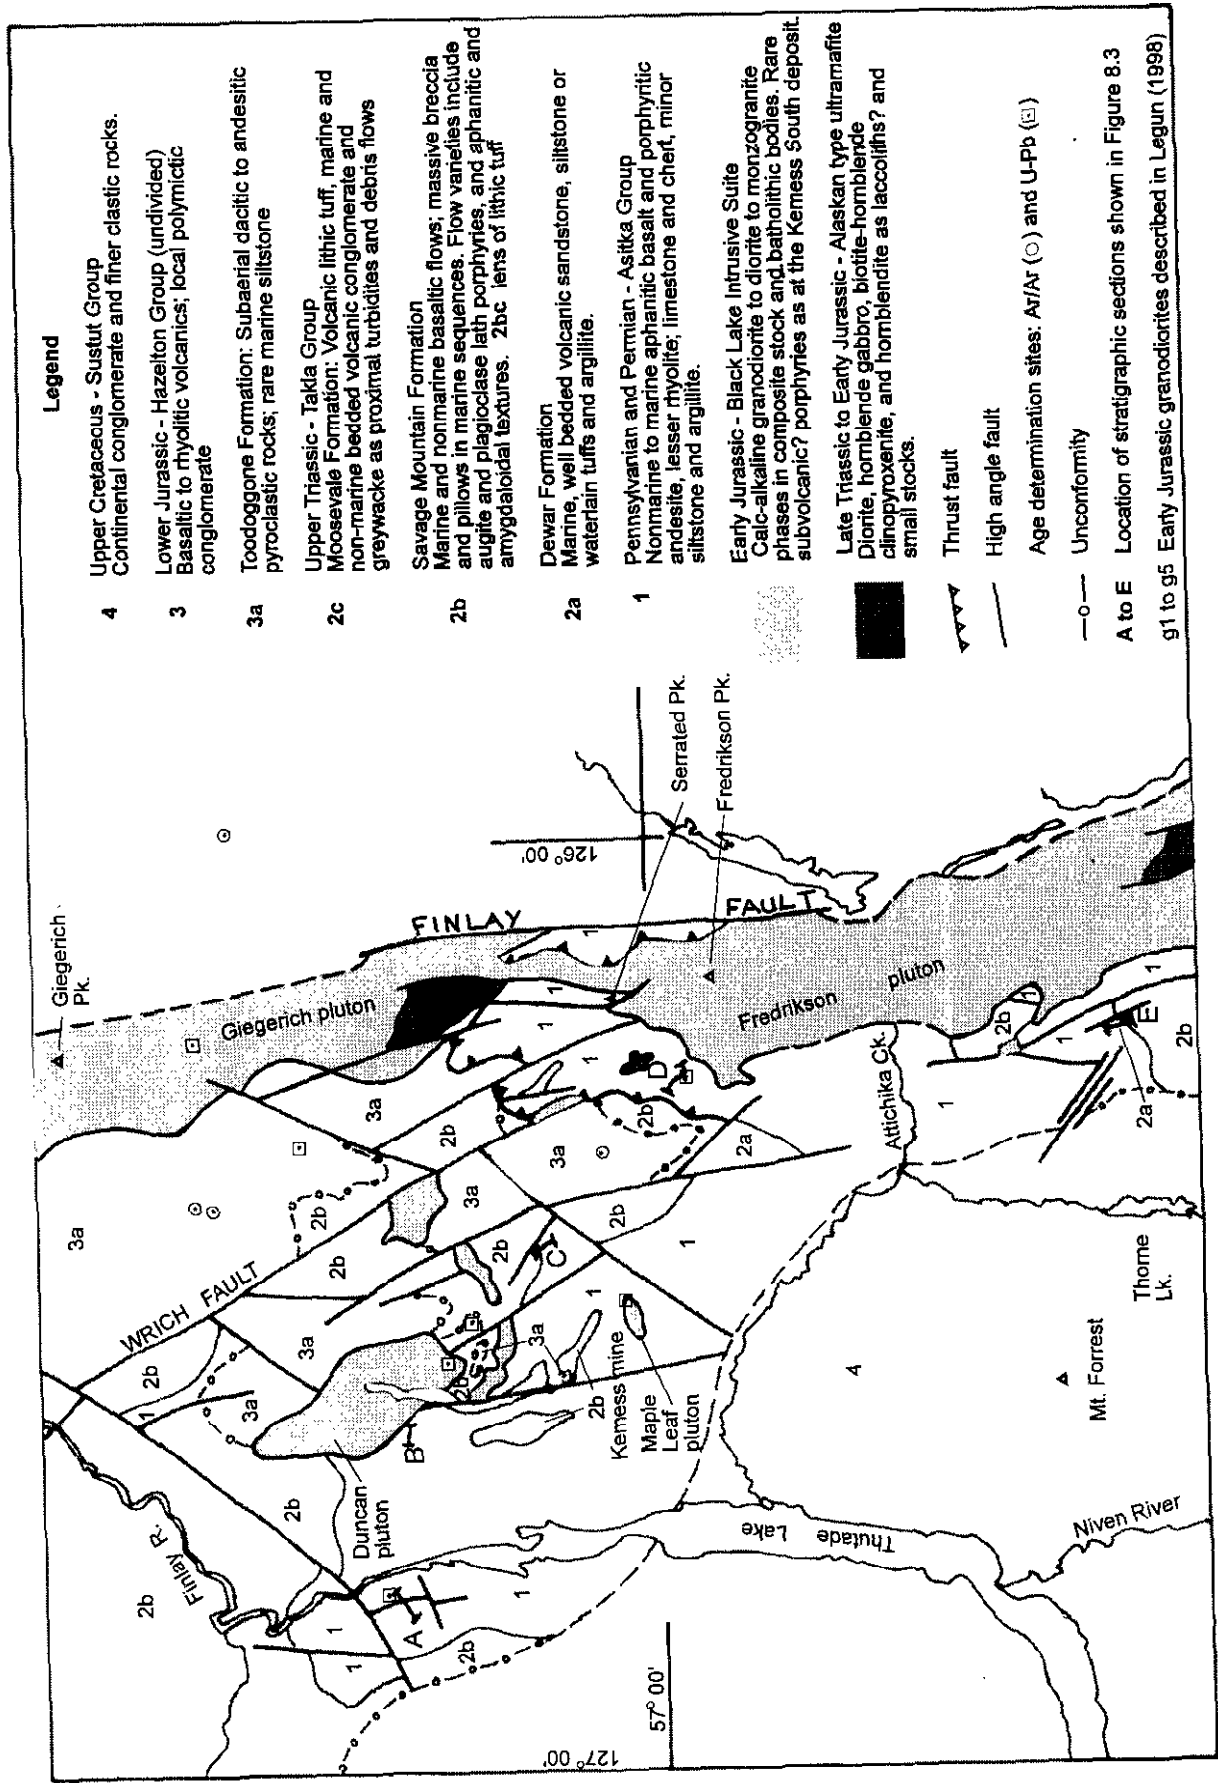 Legend
4 Upper Cretaceous - Sustut Group
Continental conglomerate and finer clastic rocks.
3 Lower Jurassic - Hazelton Group (undivided)
Basaltic to rhyolitic volcanics; local polymictic
conglomerate
3a Toodoggone Formation: Subaerial dacitic to andesitic
pyroclastic rocks; rare marine siltstone
Upper Triassic - Takla Group
2c Moosevale Formation: Volcanic lithic tuff, marine and
non-marine bedded volcanic conglomerate and
greywacke as proximal turbidites and debris flows
Savage Mountain Formation
Marine and nonmarine basaltic flows; massive breccia
2b and pillows in marine sequences. Flow varieties include
augite and plagioclase lath porphyries, and aphanitic and
amygdaloidal textures. 2bc lens of lithic tuff
Dewar Formation
2a Marine, well bedded volcanic sandstone, siltstone or
waterlain tuffs and argillite.
Pennsylvanian and Permian - Asitka Group
1 Nonmarine to marine aphanitic basalt and porphyritic
andesite, lesser rhyolite; limestone and chert, minor
siltstone and argillite.
Early Jurassic - Black Lake Intrusive Suite
Calc-alkaline granodiorite to diorite to monzogranite
phases in composite stock and batholithic bodies. Rare
subvolcanic? porphyries as at the Kemess South deposit.
Late Triassic to Early Jurassic - Alaskan type ultramafite
Diorite, hornblende gabbro, biotite-hornblende
clinopyroxenite, and hornblendite as laccoliths? and
small stocks.
Thrust fault
High angle fault
Age determination sites: Ar/Ar (○) and U-Pb (⊡)
Unconformity
A to E Location of stratigraphic sections shown in Figure 8.3
g1 to g5 Early Jurassic granodiorites described in Legun (1998)
Giegerich
Pk.
Giegerich pluton
FINLAY
FAULT
126° 00'
Serrated Pk.
Fredrikson Pk.
Fredrikson
pluton
WRICH FAULT
Finlay R.
Duncan
pluton
Kemess mine
Maple
Leaf
pluton
Attichika Ck.
Thorne
Lk.
Mt. Forrest
Thutade
Lake
Niven River
57° 00'
127° 00'
A
B
C
D
E
1
2a
2b
3a
4